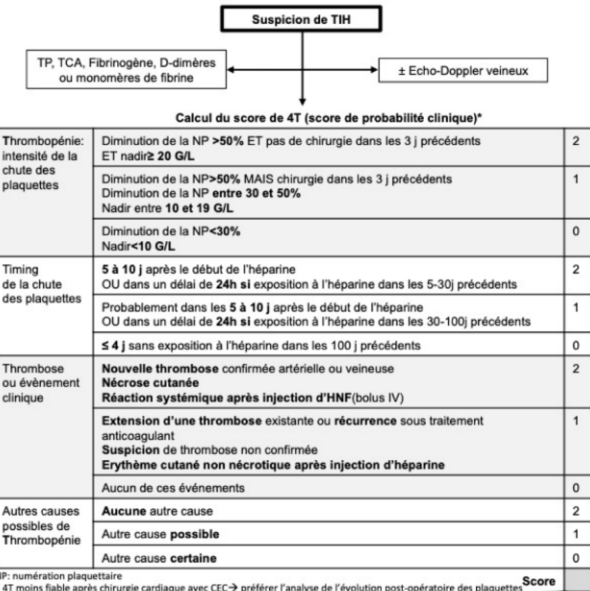 Suspicion de TIH
TP, TCA, Fibrinogène, D-dimères
ou monomères de fibrine
± Echo-Doppler veineux
Calcul du score de 4T (score de probabilité clinique)*
Thrombopénie:
intensité de la
chute des
plaquettes
Diminution de la NP >50% ET pas de chirurgie dans les 3 j précédents
ET nadir≥ 20 G/L
2
Diminution de la NP>50% MAIS chirurgie dans les 3 j précédents
Diminution de la NP entre 30 et 50%
Nadir entre 10 et 19 G/L
1
Diminution de la NP<30%
Nadir<10 G/L
0
Timing
de la chute
des plaquettes
5 à 10 j après le début de l'héparine
OU dans un délai de 24h si exposition à l'héparine dans les 5-30j précédents
2
Probablement dans les 5 à 10 j après le début de l'héparine
OU dans un délai de 24h si exposition à l'héparine dans les 30-100j précédents
1
≤ 4 j sans exposition à l'héparine dans les 100 j précédents
0
Thrombose
ou évènement
clinique
Nouvelle thrombose confirmée artérielle ou veineuse
Nécrose cutanée
Réaction systémique après injection d'HNF(bolus IV)
2
Extension d'une thrombose existante ou récurrence sous traitement
anticoagulant
Suspicion de thrombose non confirmée
Erythème cutané non nécrotique après injection d'héparine
1
Aucun de ces événements
0
Autres causes
possibles de
Thrombopénie
Aucune autre cause
2
Autre cause possible
1
Autre cause certaine
0
NP: numération plaquettaire
4T moins fiable après chirurgie cardiaque avec CEC→ préférer l'analyse de l'évolution post-opératoire des plaquettes
Score